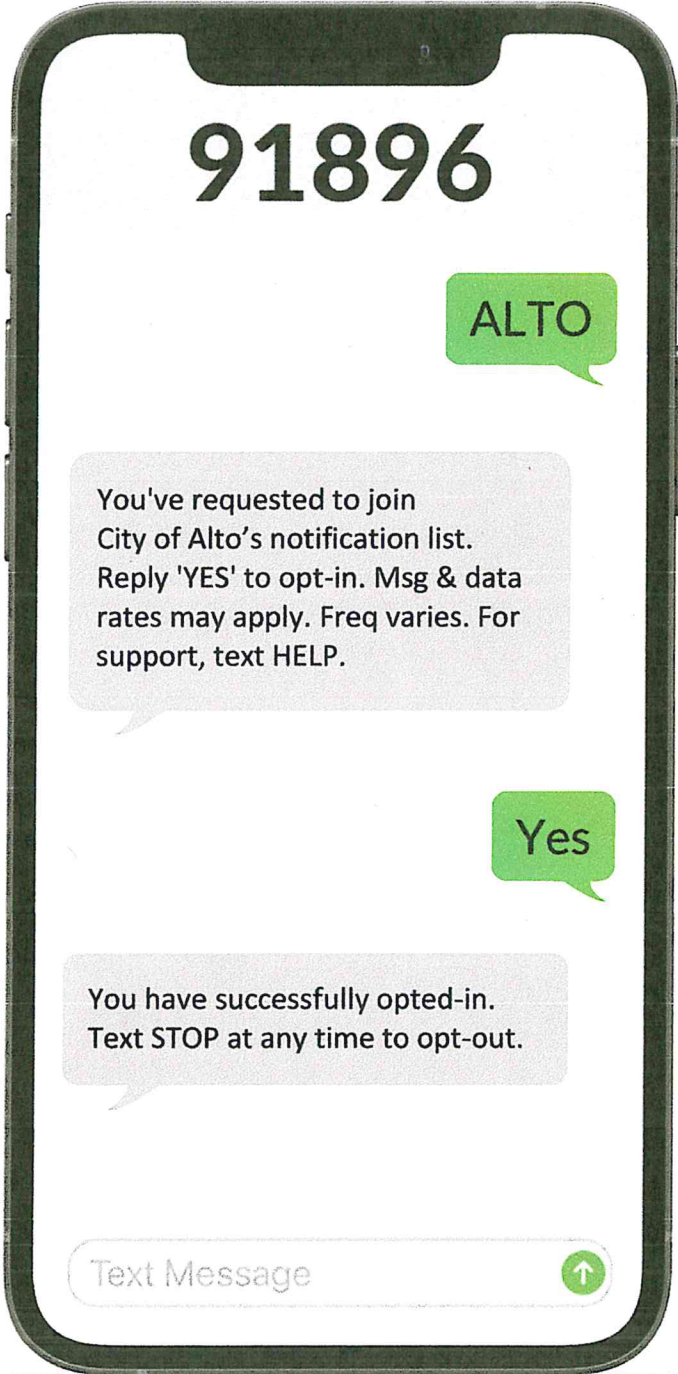 91896
ALTO
You've requested to join
City of Alto’s notification list.
Reply 'YES' to opt-in. Msg & data
rates may apply. Freq varies. For
support, text HELP.
Yes
You have successfully opted-in.
Text STOP at any time to opt-out.
Text Message